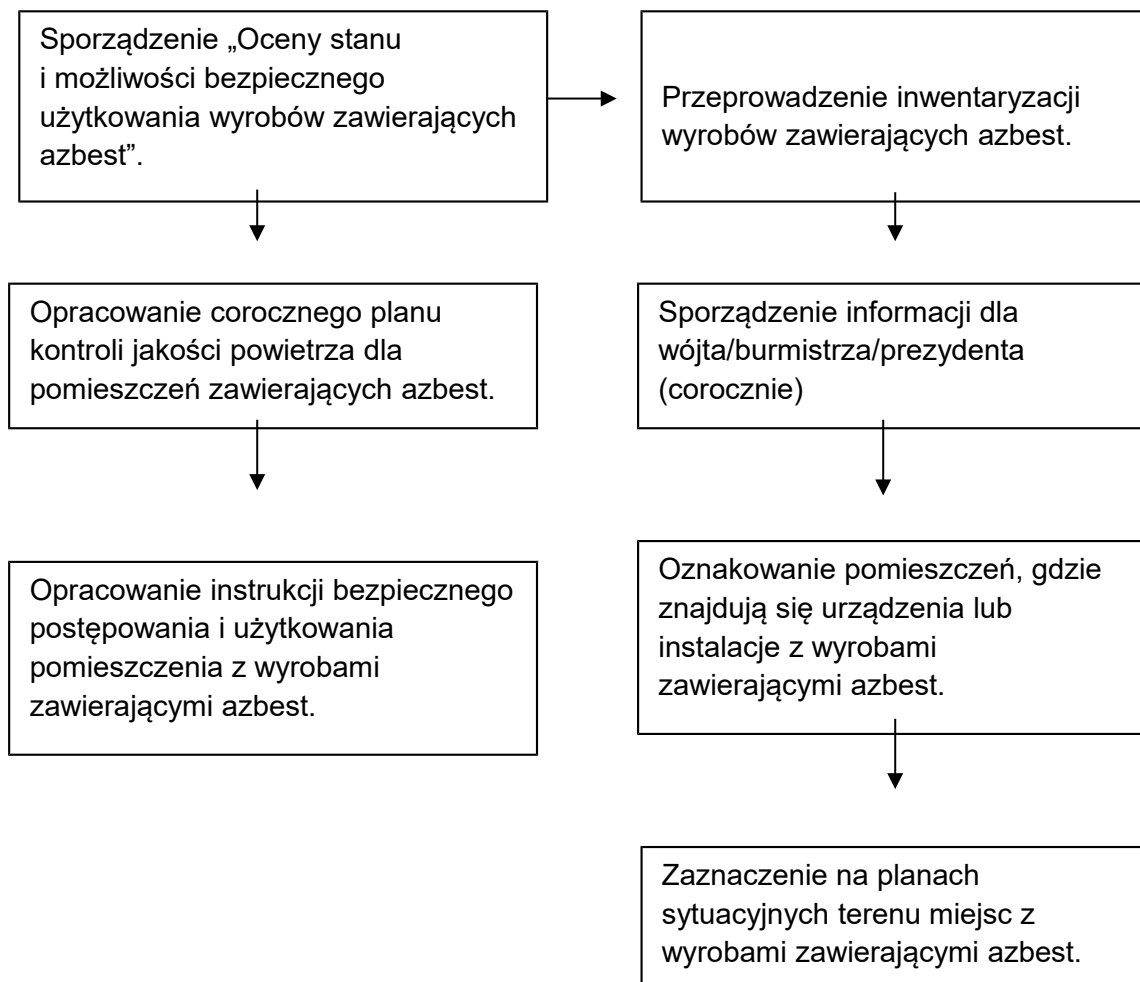 Sporządzenie „Oceny stanu
i możliwości bezpiecznego
użytkowania wyrobów zawierających
azbest”.
Przeprowadzenie inwentaryzacji
wyrobów zawierających azbest.
Opracowanie corocznego planu
kontroli jakości powietrza dla
pomieszczeń zawierających azbest.
Sporządzenie informacji dla
wójta/burmistrza/prezydenta
(corocznie)
Opracowanie instrukcji bezpiecznego
postępowania i użytkowania
pomieszczenia z wyrobami
zawierającymi azbest.
Oznakowanie pomieszczeń, gdzie
znajdują się urządzenia lub
instalacje z wyrobami
zawierającymi azbest.
Zaznaczenie na planach
sytuacyjnych terenu miejsc z
wyrobami zawierającymi azbest.